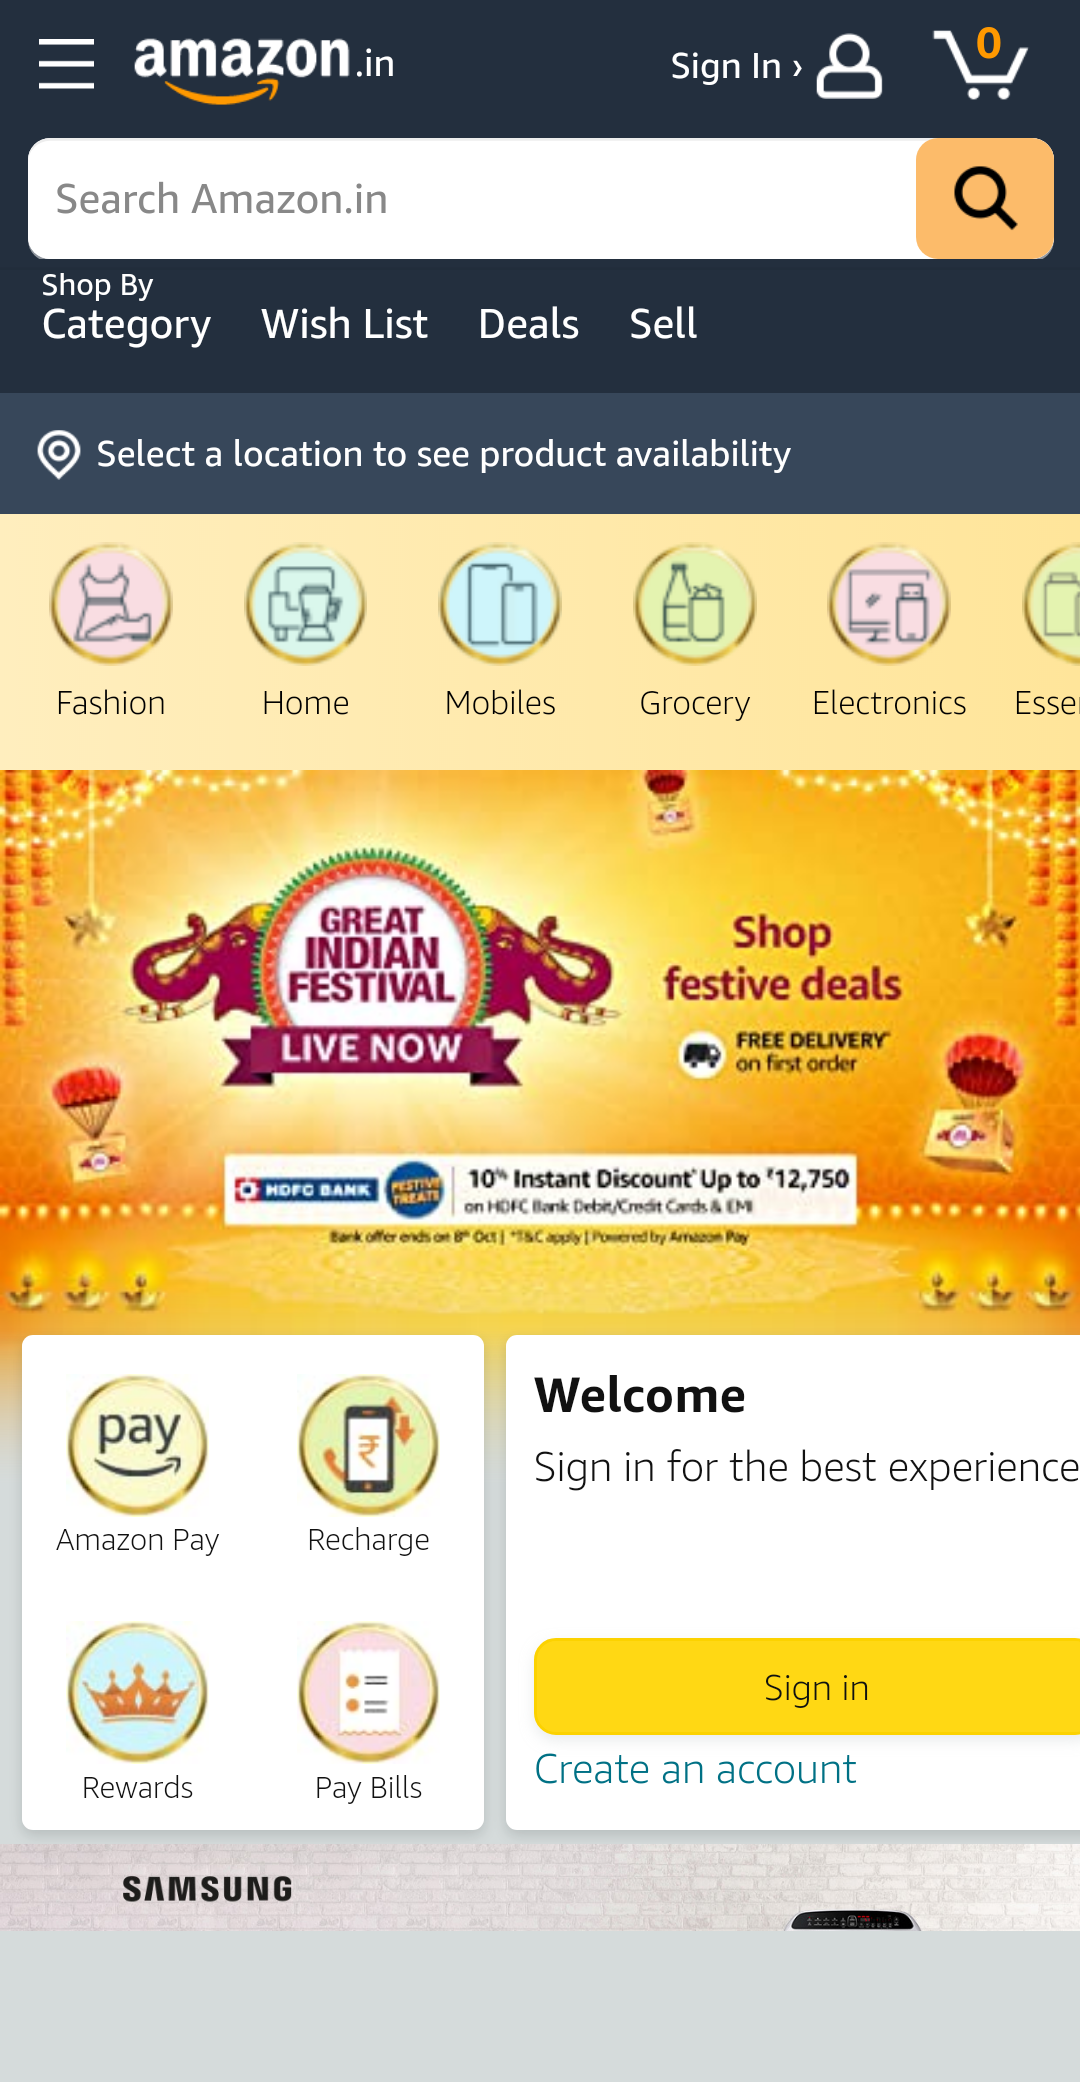 amazon.in
Sign In ›
0
Search Amazon.in
Shop By
Category
Wish List
Deals
Sell
Select a location to see product availability
Fashion
Home
Mobiles
Grocery
Electronics
Esse
GREAT
INDIAN
FESTIVAL
LIVE NOW
Shop
festive deals
FREE DELIVERY*
on first order
HDFC BANK
FESTIVE
TREATS
10% Instant Discount* Up to ₹12,750
on HDFC Bank Debit/Credit Cards & EMI
Bank offer ends on 8th Oct | *T&C apply | Powered by Amazon Pay
pay
Amazon Pay
Recharge
Rewards
Pay Bills
Welcome
Sign in for the best experience
Sign in
Create an account
SAMSUNG